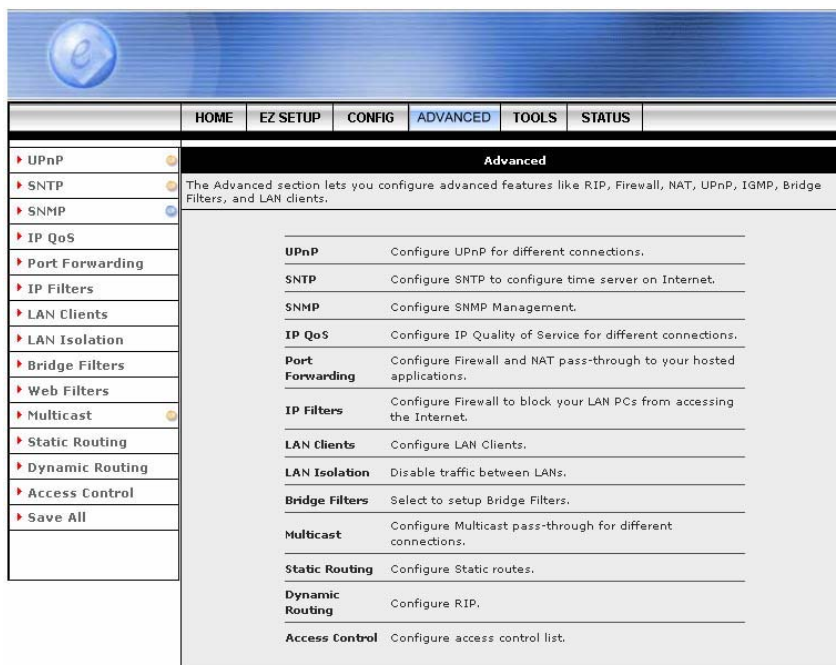 e
HOME EZ SETUP CONFIG ADVANCED TOOLS STATUS
UPnP
SNTP
SNMP
IP QoS
Port Forwarding
IP Filters
LAN Clients
LAN Isolation
Bridge Filters
Web Filters
Multicast
Static Routing
Dynamic Routing
Access Control
Save All
Advanced
The Advanced section lets you configure advanced features like RIP, Firewall, NAT, UPnP, IGMP, Bridge
Filters, and LAN clients.
UPnP Configure UPnP for different connections.
SNTP Configure SNTP to configure time server on Internet.
SNMP Configure SNMP Management.
IP QoS Configure IP Quality of Service for different connections.
Port
Forwarding
Configure Firewall and NAT pass-through to your hosted
applications.
IP Filters
Configure Firewall to block your LAN PCs from accessing
the Internet.
LAN Clients Configure LAN Clients.
LAN Isolation Disable traffic between LANs.
Bridge Filters Select to setup Bridge Filters.
Multicast
Configure Multicast pass-through for different
connections.
Static Routing Configure Static routes.
Dynamic
Routing
Configure RIP.
Access Control Configure access control list.